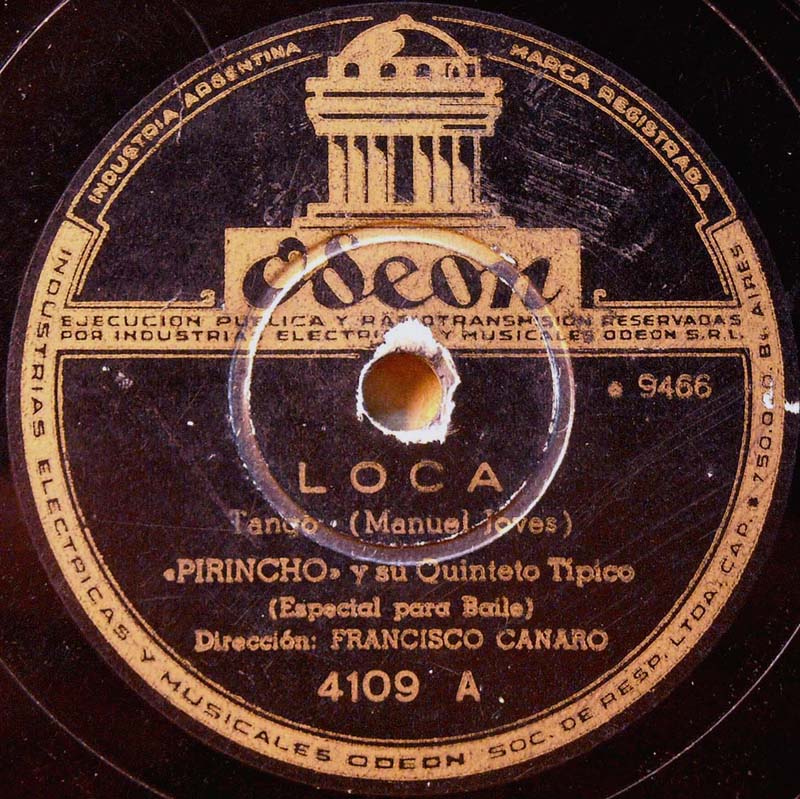 INDUSTRIA ARGENTINA
MARCA REGISTRADA
Odeon
EJECUCION PUBLICA Y RADIOTRANSMISION RESERVADAS
POR INDUSTRIAS ELECTRICAS Y MUSICALES ODEON S.R.L.
9466
LOCA
Tango - (Manuel Joves)
«PIRINCHO» y su Quinteto Típico
(Especial para Baile)
Dirección: FRANCISCO CANARO
4109 A
INDUSTRIAS ELECTRICAS Y MUSICALES ODEON SOC. DE RESP. LTDA. CAP. $ 750.000. Bs. AIRES